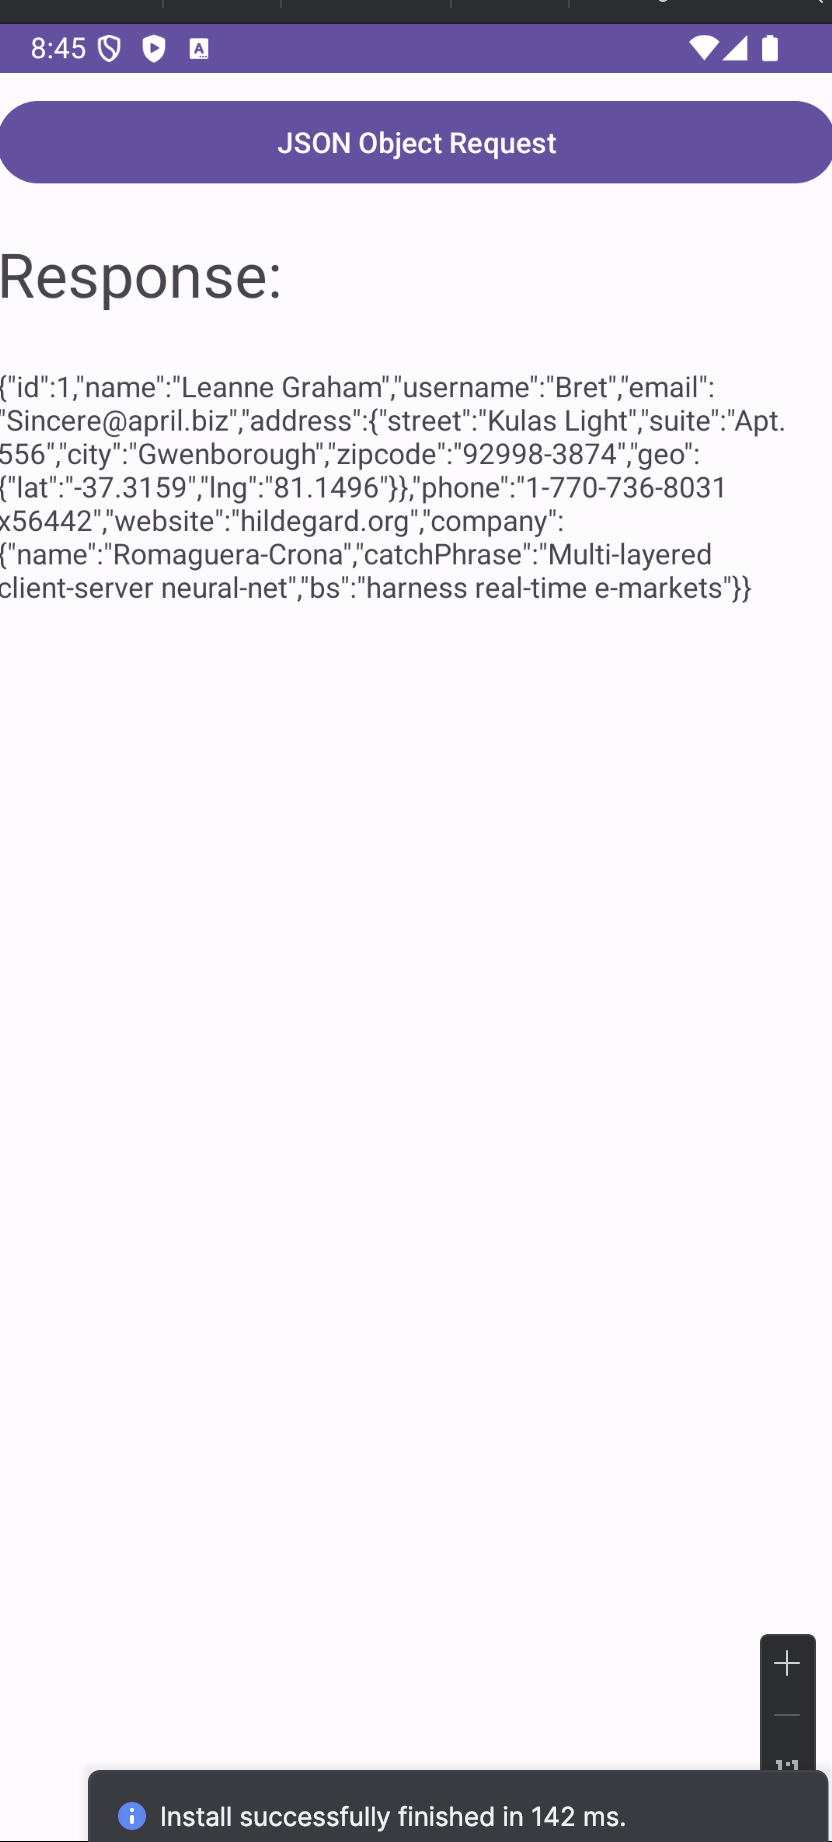 8:45
JSON Object Request
Response:
{"id":1,"name":"Leanne Graham","username":"Bret","email":
"Sincere@april.biz","address":{"street":"Kulas Light","suite":"Apt.
556","city":"Gwenborough","zipcode":"92998-3874","geo":
{"lat":"-37.3159","lng":"81.1496"}},"phone":"1-770-736-8031
x56442","website":"hildegard.org","company":
{"name":"Romaguera-Crona","catchPhrase":"Multi-layered
client-server neural-net","bs":"harness real-time e-markets"}}
Install successfully finished in 142 ms.